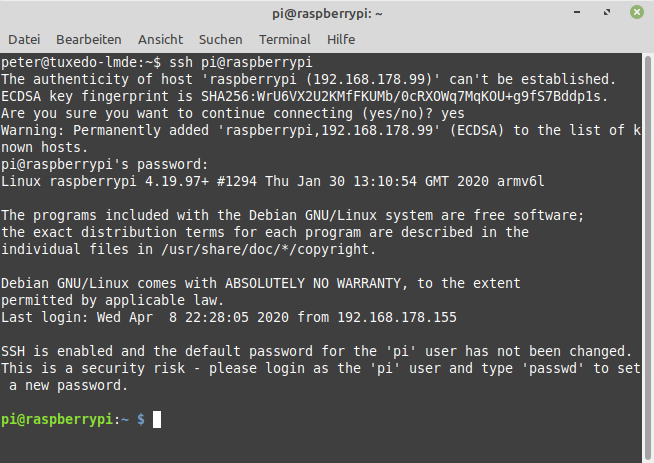 pi@raspberrypi: ~
Datei Bearbeiten Ansicht Suchen Terminal Hilfe
peter@tuxedo-lmde:~$ ssh pi@raspberrypi
The authenticity of host 'raspberrypi (192.168.178.99)' can't be established.
ECDSA key fingerprint is SHA256:WrU6VX2U2KMfFKUMb/0cRXOWq7MqKOU+g9fS7Bddp1s.
Are you sure you want to continue connecting (yes/no)? yes
Warning: Permanently added 'raspberrypi,192.168.178.99' (ECDSA) to the list of k
nown hosts.
pi@raspberrypi's password:
Linux raspberrypi 4.19.97+ #1294 Thu Jan 30 13:10:54 GMT 2020 armv6l
The programs included with the Debian GNU/Linux system are free software;
the exact distribution terms for each program are described in the
individual files in /usr/share/doc/*/copyright.
Debian GNU/Linux comes with ABSOLUTELY NO WARRANTY, to the extent
permitted by applicable law.
Last login: Wed Apr  8 22:28:05 2020 from 192.168.178.155
SSH is enabled and the default password for the 'pi' user has not been changed.
This is a security risk - please login as the 'pi' user and type 'passwd' to set
 a new password.
pi@raspberrypi:~ $